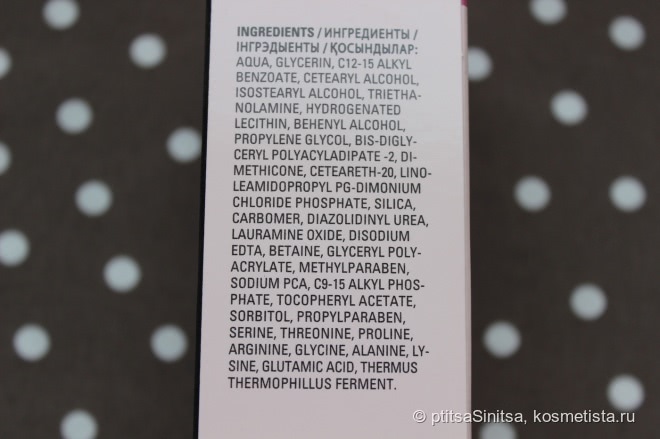 INGREDIENTS / ИНГРЕДИЕНТЫ /
ІНГРЭДЫЕНТЫ / ҚОСЫНДЫЛАР:
AQUA, GLYCERIN, C12-15 ALKYL
BENZOATE, CETEARYL ALCOHOL,
ISOSTEARYL ALCOHOL, TRIETHA-
NOLAMINE, HYDROGENATED
LECITHIN, BEHENYL ALCOHOL,
PROPYLENE GLYCOL, BIS-DIGLY-
CERYL POLYACYLADIPATE -2, DI-
METHICONE, CETEARETH-20, LINO-
LEAMIDOPROPYL PG-DIMONIUM
CHLORIDE PHOSPHATE, SILICA,
CARBOMER, DIAZOLIDINYL UREA,
LAURAMINE OXIDE, DISODIUM
EDTA, BETAINE, GLYCERYL POLY-
ACRYLATE, METHYLPARABEN,
SODIUM PCA, C9-15 ALKYL PHOS-
PHATE, TOCOPHERYL ACETATE,
SORBITOL, PROPYLPARABEN,
SERINE, THREONINE, PROLINE,
ARGININE, GLYCINE, ALANINE, LY-
SINE, GLUTAMIC ACID, THERMUS
THERMOPHILLUS FERMENT.
© ptitsaSinitsa, kosmetista.ru